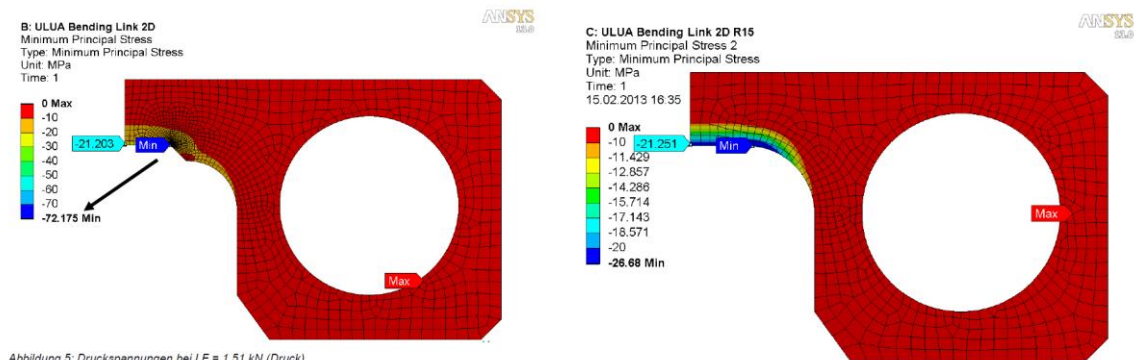 ANSYS
13.0
B: ULUA Bending Link 2D
Minimum Principal Stress
Type: Minimum Principal Stress
Unit: MPa
Time: 1
0 Max
-10
-20
-30
-40
-50
-60
-70
-72.175 Min
-21.203
Min
Max
Abbildung 5: Druckspannungen bei LF = 1,51 kN (Druck)
ANSYS
13.0
C: ULUA Bending Link 2D R15
Minimum Principal Stress 2
Type: Minimum Principal Stress
Unit: MPa
Time: 1
15.02.2013 16:35
0 Max
-10
-11.429
-12.857
-14.286
-15.714
-17.143
-18.571
-20
-26.68 Min
-21.251
Min
Max